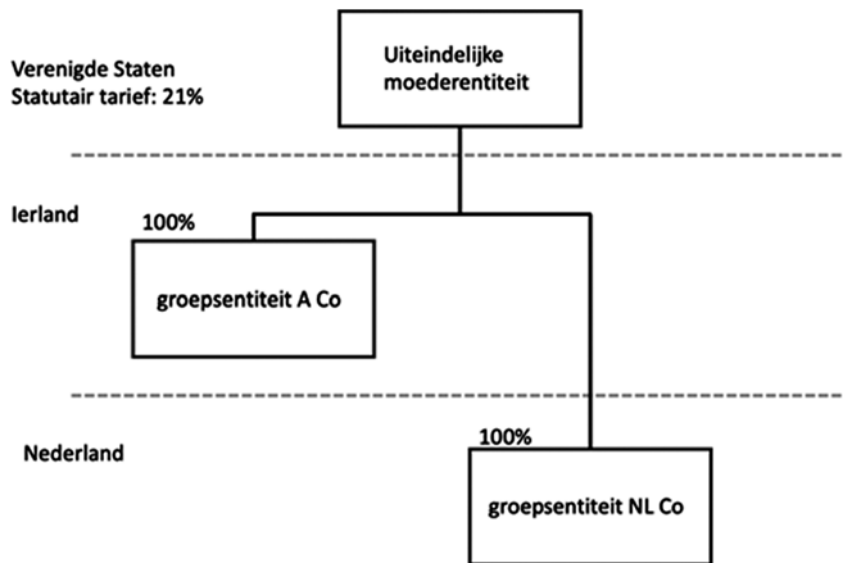 Uiteindelijke
moederentiteit
Verenigde Staten
Statutair tarief: 21%
Ierland
100%
groepsentiteit A Co
Nederland
100%
groepsentiteit NL Co